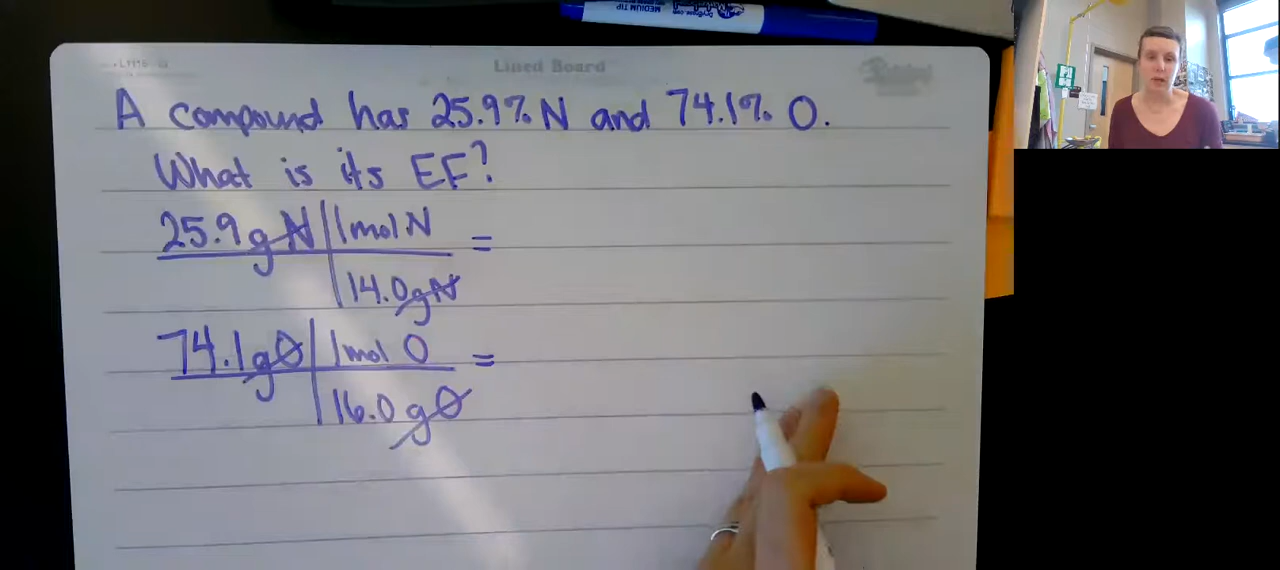 MEDIUM TIP
Lined Board
A compound has 25.9% N and 74.1% O.
What is its EF?
25.9 g N | 1 mol N =
14.0 g N
74.1 g O | 1 mol O =
16.0 g O